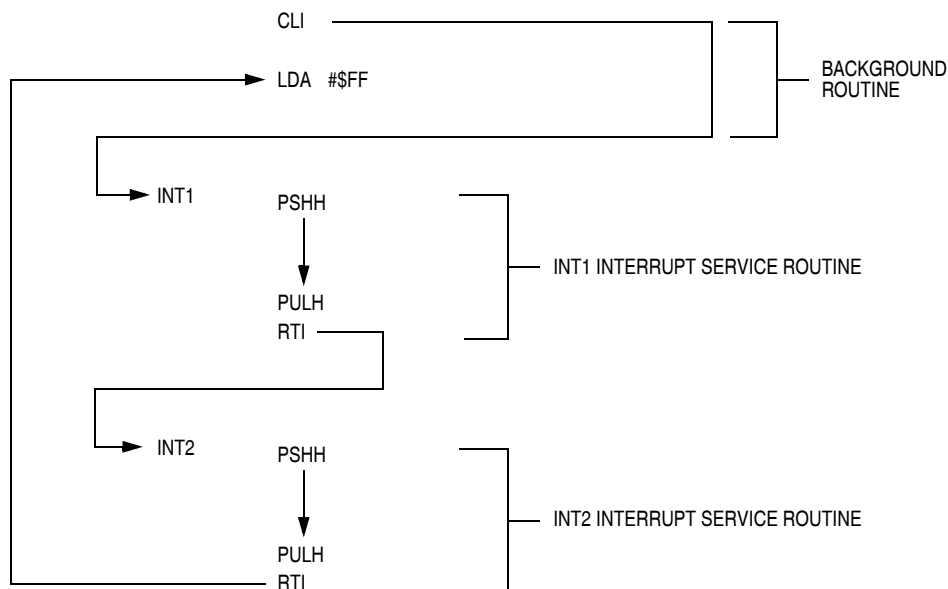 CLI
LDA #$FF
BACKGROUND
ROUTINE
INT1
PSHH
INT1 INTERRUPT SERVICE ROUTINE
PULH
RTI
INT2
PSHH
INT2 INTERRUPT SERVICE ROUTINE
PULH
RTI